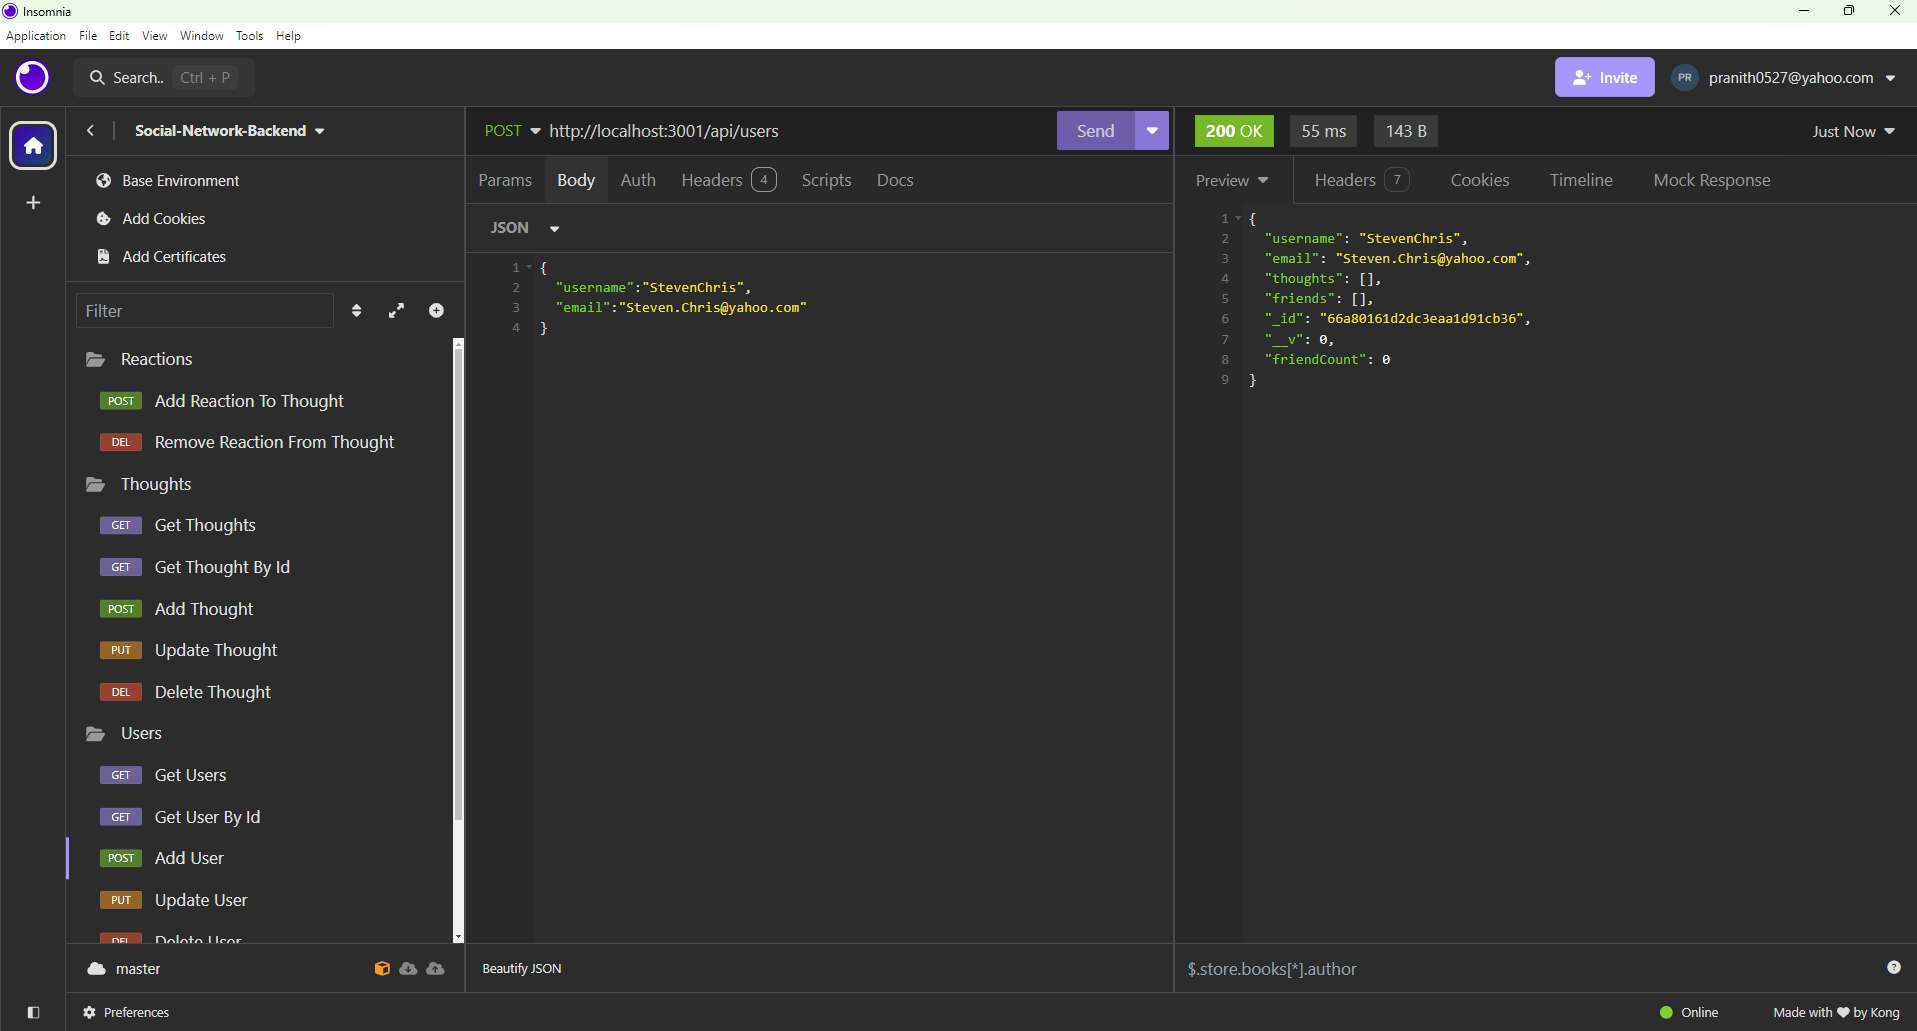 Insomnia
Application File Edit View Window Tools Help
Search.. Ctrl + P
Invite
PR pranith0527@yahoo.com
Social-Network-Backend
Base Environment
Add Cookies
Add Certificates
Filter
Reactions
POST Add Reaction To Thought
DEL Remove Reaction From Thought
Thoughts
GET Get Thoughts
GET Get Thought By Id
POST Add Thought
PUT Update Thought
DEL Delete Thought
Users
GET Get Users
GET Get User By Id
POST Add User
PUT Update User
DEL Delete User
master
Preferences
POST http://localhost:3001/api/users
Send
Params Body Auth Headers 4 Scripts Docs
JSON
1 {
2 "username":"StevenChris",
3 "email":"Steven.Chris@yahoo.com"
4 }
Beautify JSON
200 OK 55 ms 143 B
Just Now
Preview Headers 7 Cookies Timeline Mock Response
1 {
2 "username": "StevenChris",
3 "email": "Steven.Chris@yahoo.com",
4 "thoughts": [],
5 "friends": [],
6 "_id": "66a80161d2dc3eaa1d91cb36",
7 "__v": 0,
8 "friendCount": 0
9 }
$.store.books[*].author
?
Online
Made with ♥ by Kong